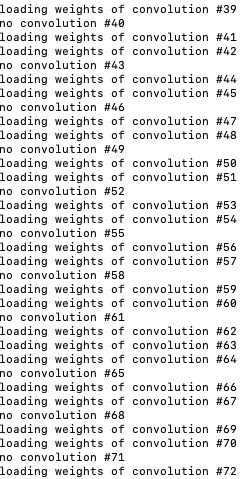 loading weights of convolution #39
no convolution #40
loading weights of convolution #41
loading weights of convolution #42
no convolution #43
loading weights of convolution #44
loading weights of convolution #45
no convolution #46
loading weights of convolution #47
loading weights of convolution #48
no convolution #49
loading weights of convolution #50
loading weights of convolution #51
no convolution #52
loading weights of convolution #53
loading weights of convolution #54
no convolution #55
loading weights of convolution #56
loading weights of convolution #57
no convolution #58
loading weights of convolution #59
loading weights of convolution #60
no convolution #61
loading weights of convolution #62
loading weights of convolution #63
loading weights of convolution #64
no convolution #65
loading weights of convolution #66
loading weights of convolution #67
no convolution #68
loading weights of convolution #69
loading weights of convolution #70
no convolution #71
loading weights of convolution #72